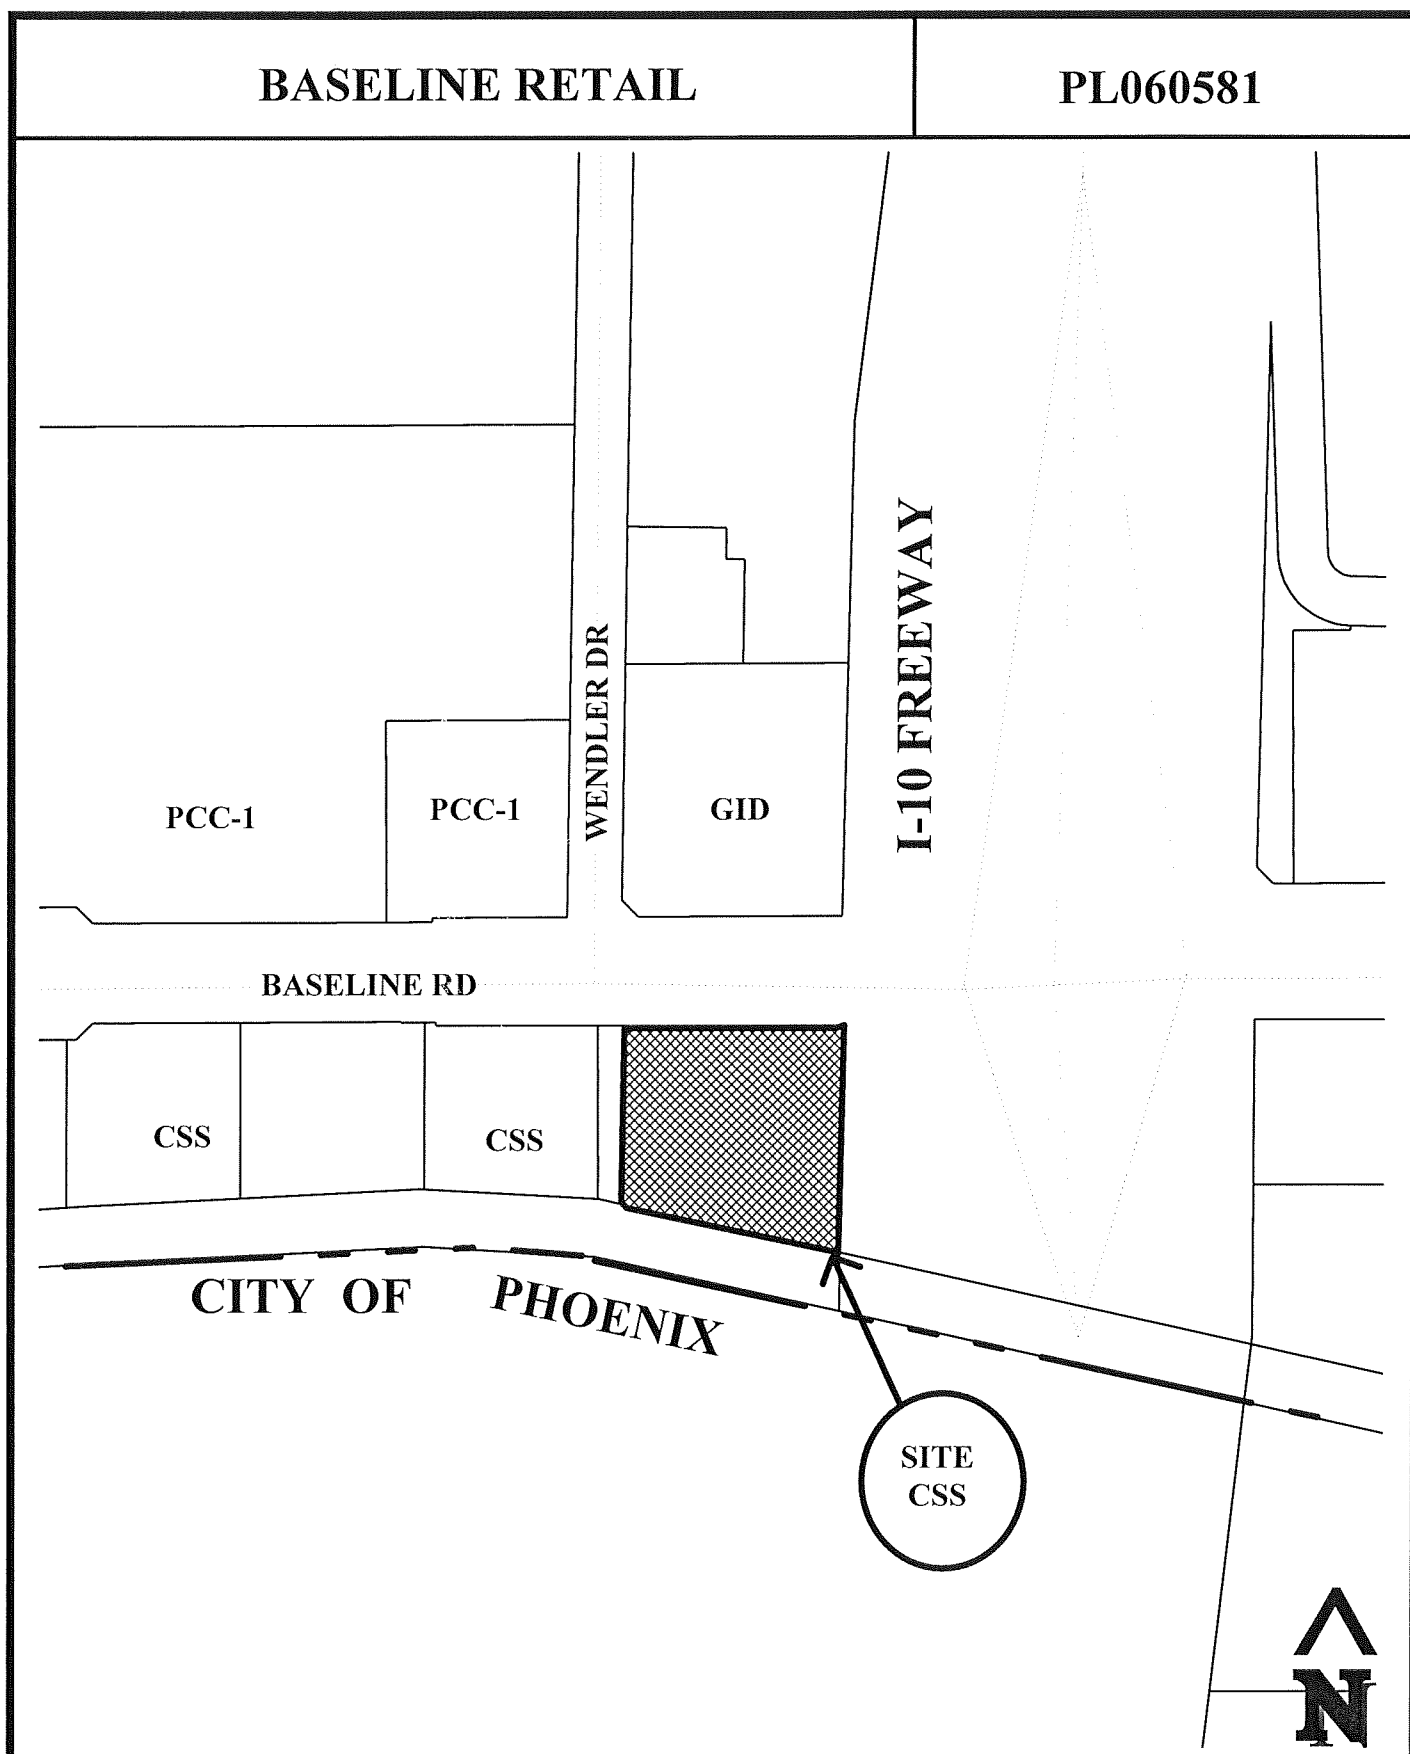 BASELINE RETAIL
PL060581
I-10 FREEWAY
WENDLER DR
PCC-1
PCC-1
GID
BASELINE RD
CSS
CSS
CITY OF PHOENIX
SITE
CSS
N